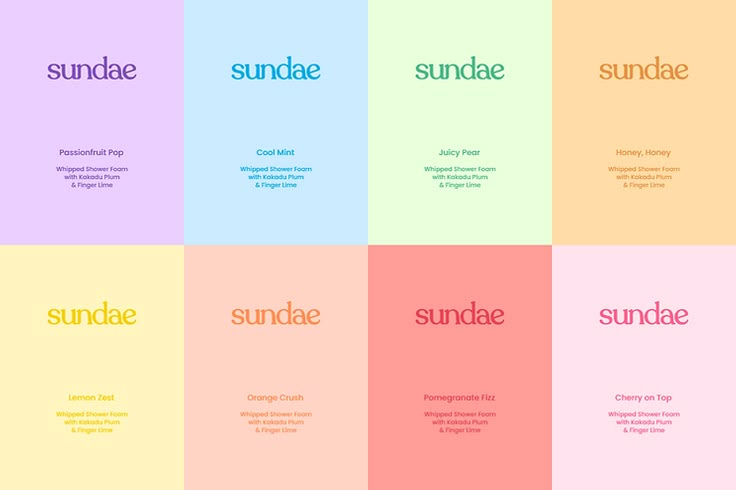 sundae
Passionfruit Pop
Whipped Shower Foam
with Kakadu Plum
& Finger Lime
sundae
Cool Mint
Whipped Shower Foam
with Kakadu Plum
& Finger Lime
sundae
Juicy Pear
Whipped Shower Foam
with Kakadu Plum
& Finger Lime
sundae
Honey, Honey
Whipped Shower Foam
with Kakadu Plum
& Finger Lime
sundae
Lemon Zest
Whipped Shower Foam
with Kakadu Plum
& Finger Lime
sundae
Orange Crush
Whipped Shower Foam
with Kakadu Plum
& Finger Lime
sundae
Pomegranate Fizz
Whipped Shower Foam
with Kakadu Plum
& Finger Lime
sundae
Cherry on Top
Whipped Shower Foam
with Kakadu Plum
& Finger Lime